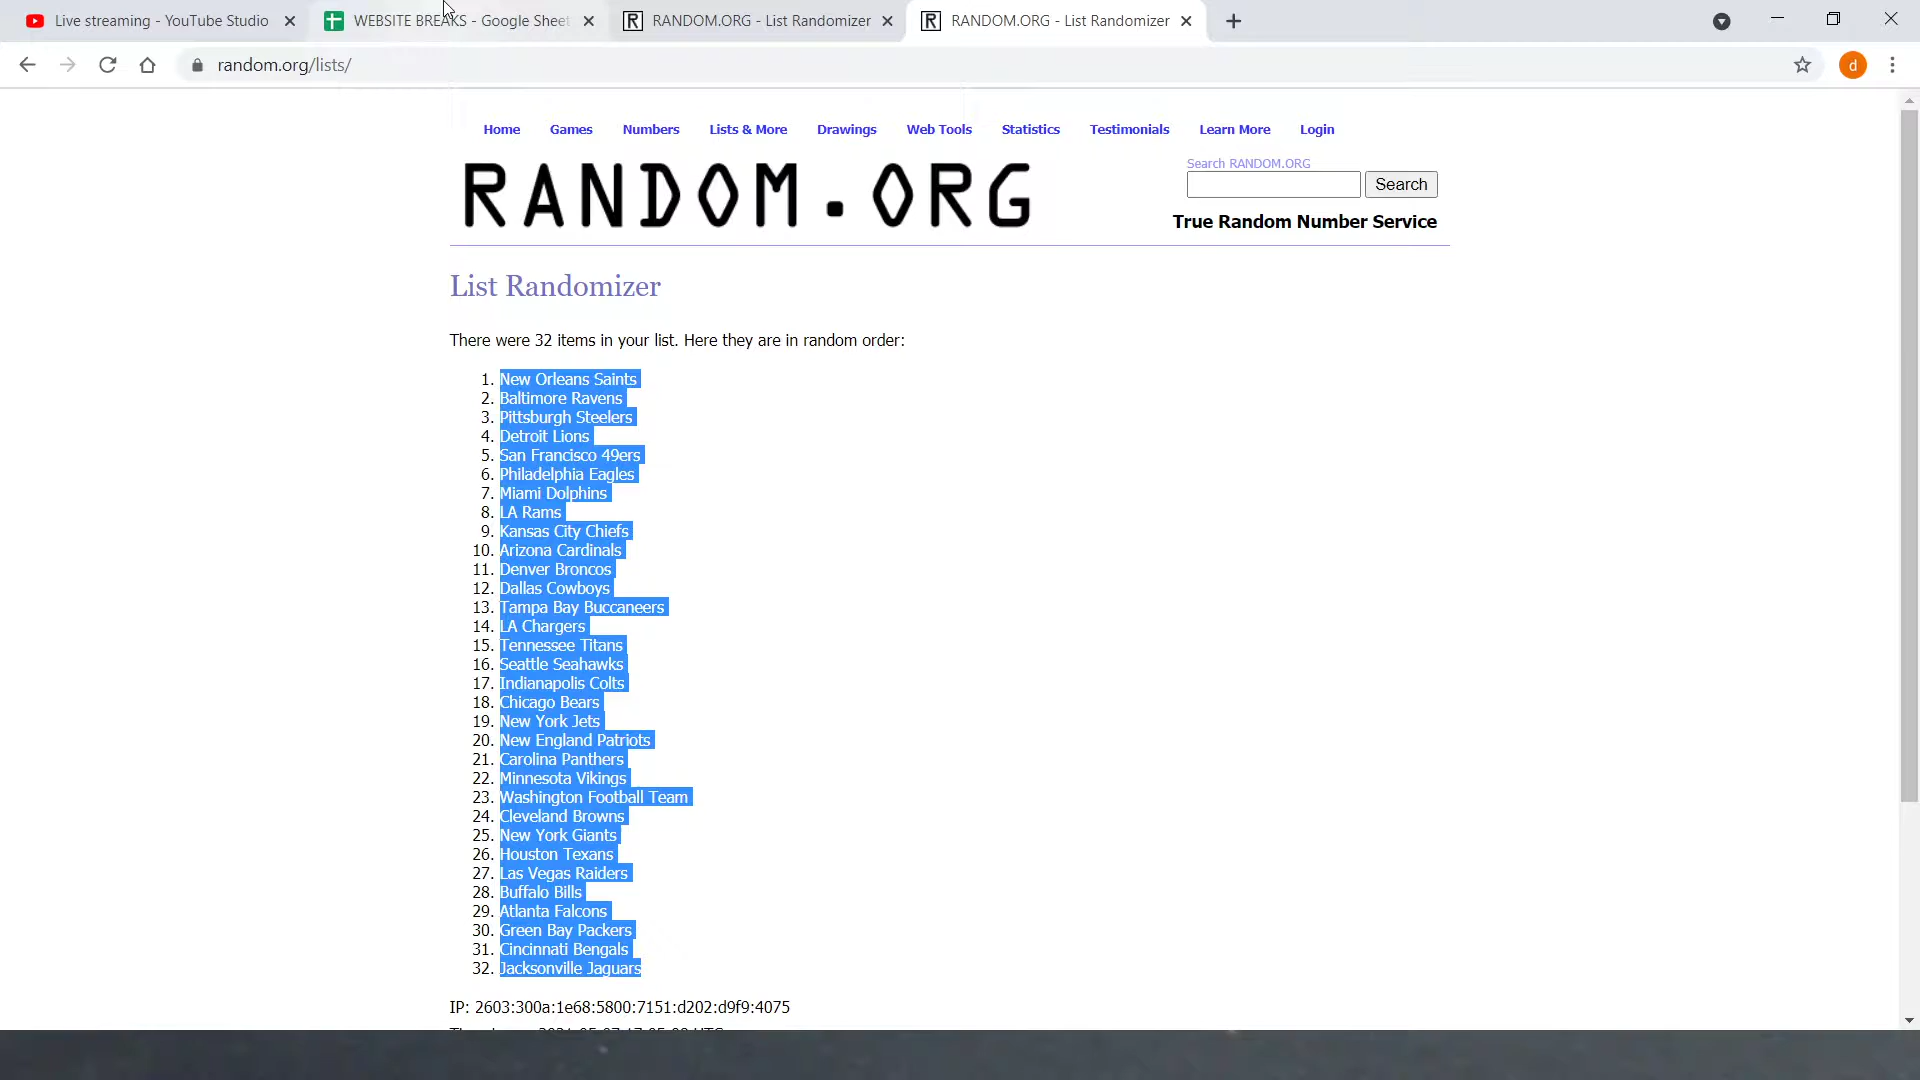 Live streaming - YouTube Studio
WEBSITE BREAKS - Google Sheet
RANDOM.ORG - List Randomizer
RANDOM.ORG - List Randomizer
random.org/lists/
d
Home Games Numbers Lists & More Drawings Web Tools Statistics Testimonials Learn More Login
RANDOM.ORG
Search RANDOM.ORG
Search
True Random Number Service
List Randomizer
There were 32 items in your list. Here they are in random order:
1. New Orleans Saints
2. Baltimore Ravens
3. Pittsburgh Steelers
4. Detroit Lions
5. San Francisco 49ers
6. Philadelphia Eagles
7. Miami Dolphins
8. LA Rams
9. Kansas City Chiefs
10. Arizona Cardinals
11. Denver Broncos
12. Dallas Cowboys
13. Tampa Bay Buccaneers
14. LA Chargers
15. Tennessee Titans
16. Seattle Seahawks
17. Indianapolis Colts
18. Chicago Bears
19. New York Jets
20. New England Patriots
21. Carolina Panthers
22. Minnesota Vikings
23. Washington Football Team
24. Cleveland Browns
25. New York Giants
26. Houston Texans
27. Las Vegas Raiders
28. Buffalo Bills
29. Atlanta Falcons
30. Green Bay Packers
31. Cincinnati Bengals
32. Jacksonville Jaguars
IP: 2603:300a:1e68:5800:7151:d202:d9f9:4075